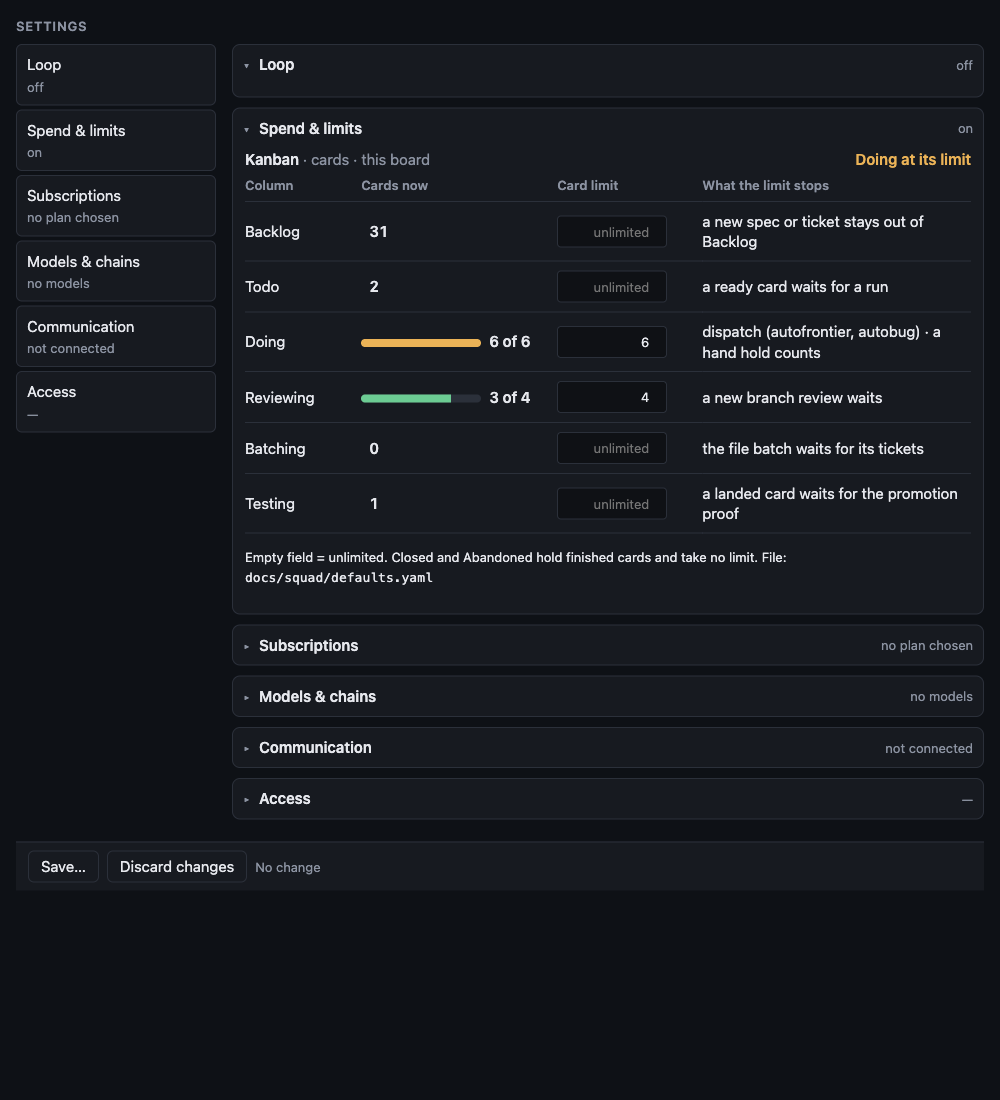 SETTINGS
Loop
off
Spend & limits
on
Subscriptions
no plan chosen
Models & chains
no models
Communication
not connected
Access
—
▾ Loop off
▾ Spend & limits on
Kanban · cards · this board Doing at its limit
Column Cards now Card limit What the limit stops
Backlog 31 unlimited a new spec or ticket stays out of
Backlog
Todo 2 unlimited a ready card waits for a run
Doing 6 of 6 6 dispatch (autofrontier, autobug) · a
hand hold counts
Reviewing 3 of 4 4 a new branch review waits
Batching 0 unlimited the file batch waits for its tickets
Testing 1 unlimited a landed card waits for the promotion
proof
Empty field = unlimited. Closed and Abandoned hold finished cards and take no limit. File:
docs/squad/defaults.yaml
▸ Subscriptions no plan chosen
▸ Models & chains no models
▸ Communication not connected
▸ Access —
Save... Discard changes No change